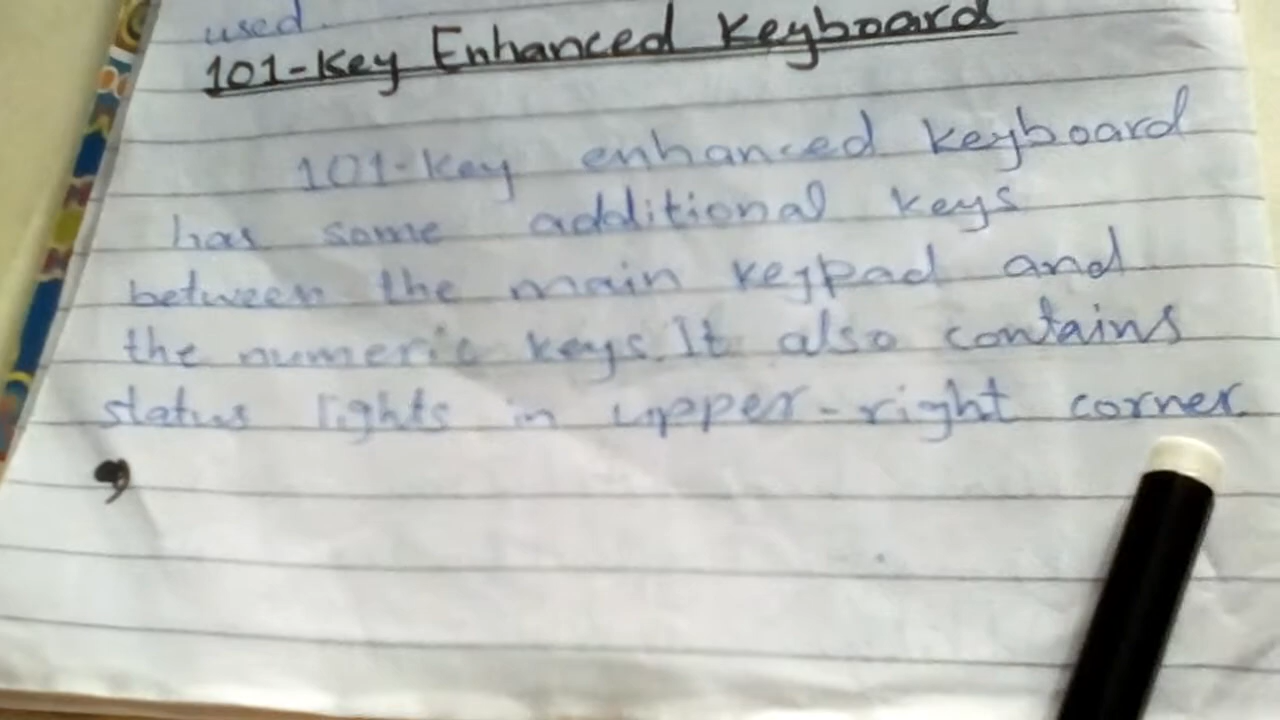 used.
101-Key Enhanced Keyboard
101-key enhanced keyboard
has some additional keys
between the main keypad and
the numeric keys. It also contains
status lights in upper-right corner